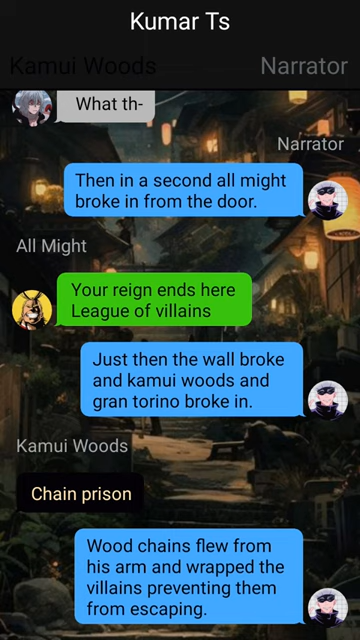 Kumar Ts
Kamui Woods
Narrator
What th-
Narrator
Then in a second all might
broke in from the door.
All Might
Your reign ends here
League of villains
Just then the wall broke
and kamui woods and
gran torino broke in.
Kamui Woods
Chain prison
Wood chains flew from
his arm and wrapped the
villains preventing them
from escaping.